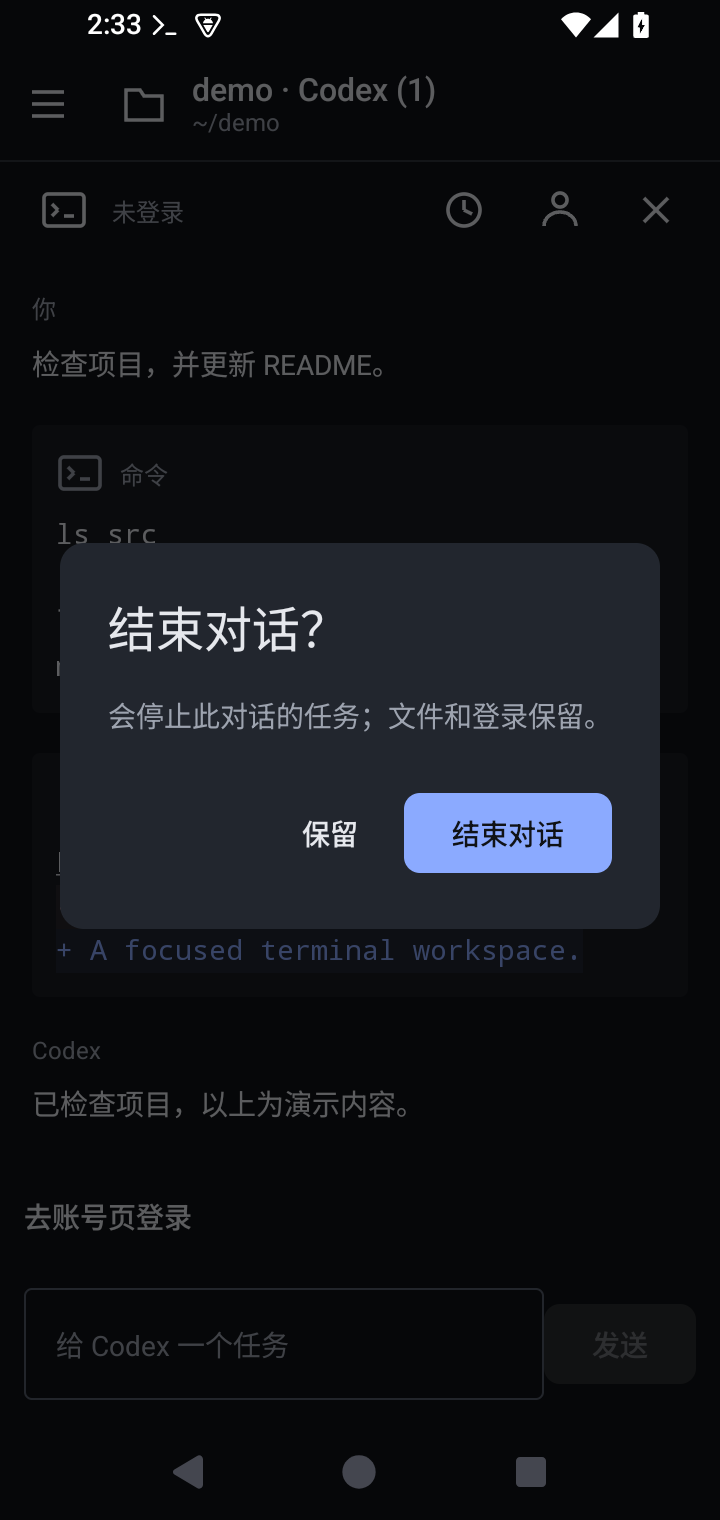 2:33
demo · Codex (1)
~/demo
未登录
你
检查项目，并更新 README。
命令
ls src
结束对话？
会停止此对话的任务；文件和登录保留。
保留
结束对话
+ A focused terminal workspace.
Codex
已检查项目，以上为演示内容。
去账号页登录
给 Codex 一个任务
发送